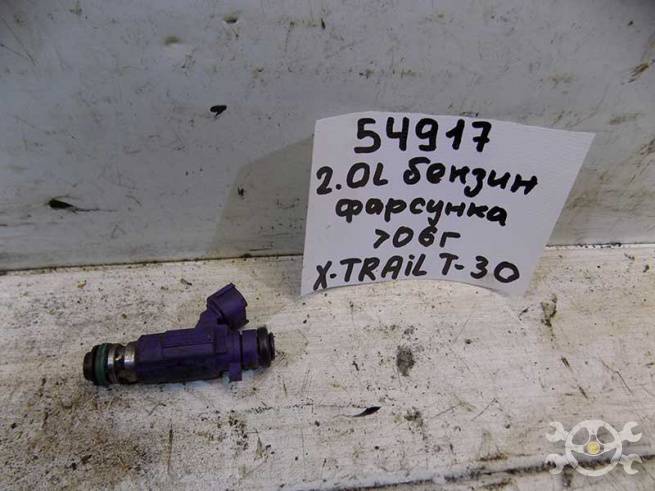 54917
2.0L бензин
фарсунка
>06г
X-TRAiL T-30